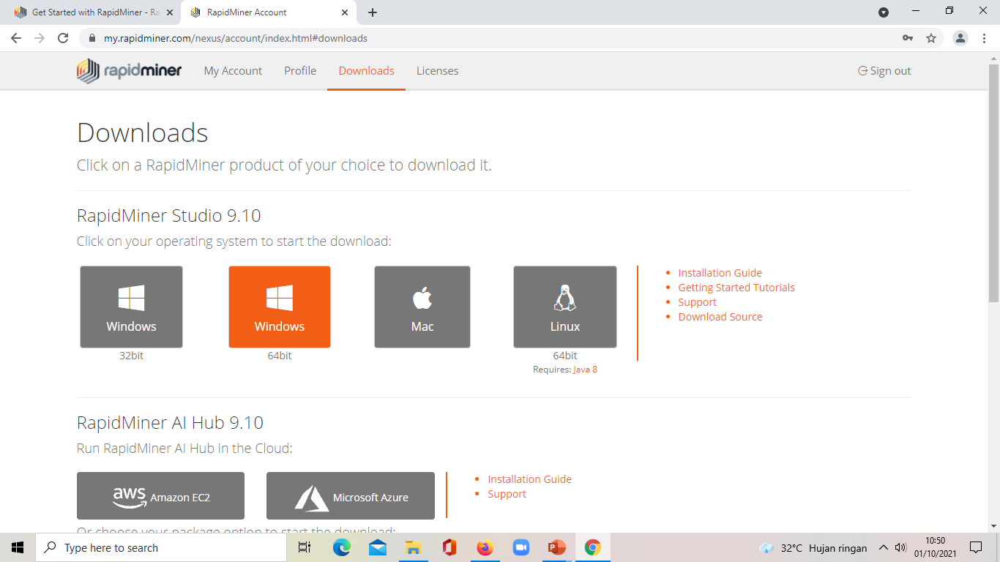 Get Started with RapidMiner - Ra
RapidMiner Account
my.rapidminer.com/nexus/account/index.html#downloads
rapidminer
My Account
Profile
Downloads
Licenses
Sign out
Downloads
Click on a RapidMiner product of your choice to download it.
RapidMiner Studio 9.10
Click on your operating system to start the download:
Windows
32bit
Windows
64bit
Mac
Linux
64bit
Requires: Java 8
Installation Guide
Getting Started Tutorials
Support
Download Source
RapidMiner AI Hub 9.10
Run RapidMiner AI Hub in the Cloud:
aws Amazon EC2
Microsoft Azure
Installation Guide
Support
Or choose your package option to start the download:
Type here to search
32°C Hujan ringan
10:50
01/10/2021